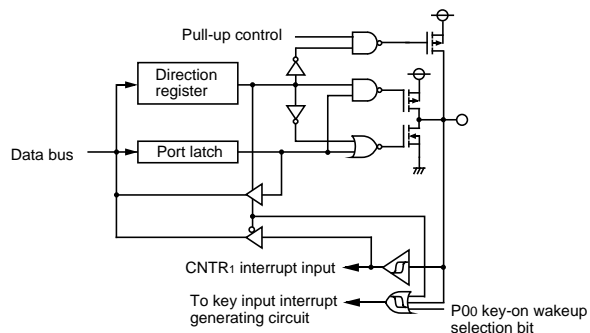 Pull-up control
Direction
register
Data bus
Port latch
CNTR1 interrupt input
To key input interrupt
generating circuit
P00 key-on wakeup
selection bit